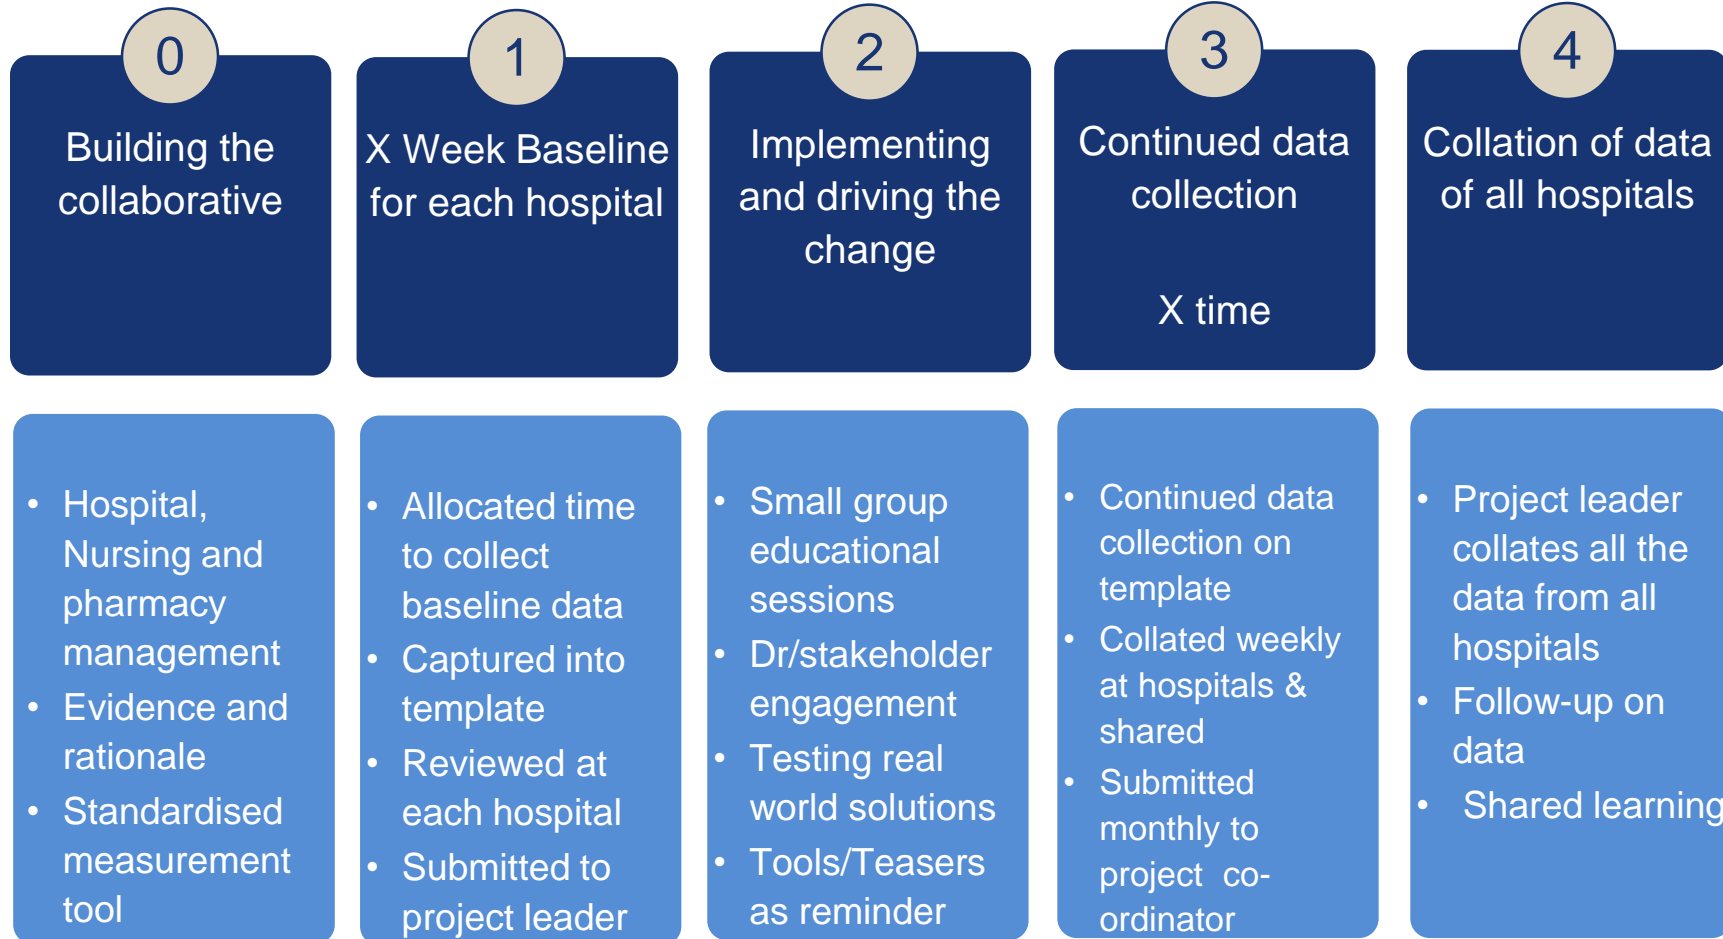 0
Building the
collaborative
1
X Week Baseline
for each hospital
2
Implementing
and driving the
change
3
Continued data
collection
X time
4
Collation of data
of all hospitals
• Hospital,
Nursing and
pharmacy
management
• Evidence and
rationale
• Standardised
measurement
tool
• Allocated time
to collect
baseline data
• Captured into
template
• Reviewed at
each hospital
• Submitted to
project leader
• Small group
educational
sessions
• Dr/stakeholder
engagement
• Testing real
world solutions
• Tools/Teasers
as reminder
• Continued data
collection on
template
• Collated weekly
at hospitals &
shared
• Submitted
monthly to
project co-
ordinator
• Project leader
collates all the
data from all
hospitals
• Follow-up on
data
• Shared learning